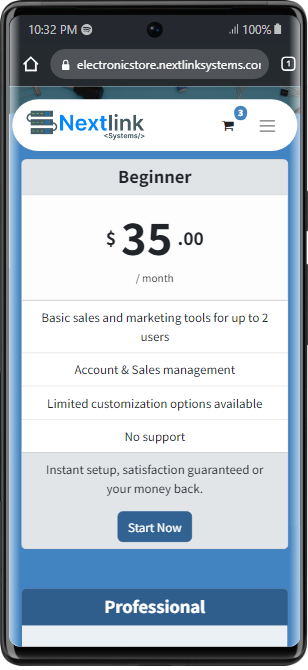 10:32 PM
100%
electronicstore.nextlinksystems.co
1
3
Nextlink
<Systems/>
Beginner
$ 35 .00
/ month
Basic sales and marketing tools for up to 2
users
Account & Sales management
Limited customization options available
No support
Instant setup, satisfaction guaranteed or
your money back.
Start Now
Professional